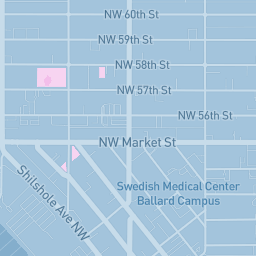 NW 60th St
NW 59th St
NW 58th St
NW 57th St
NW 56th St
NW Market St
Shilshole Ave NW
Swedish Medical Center
Ballard Campus